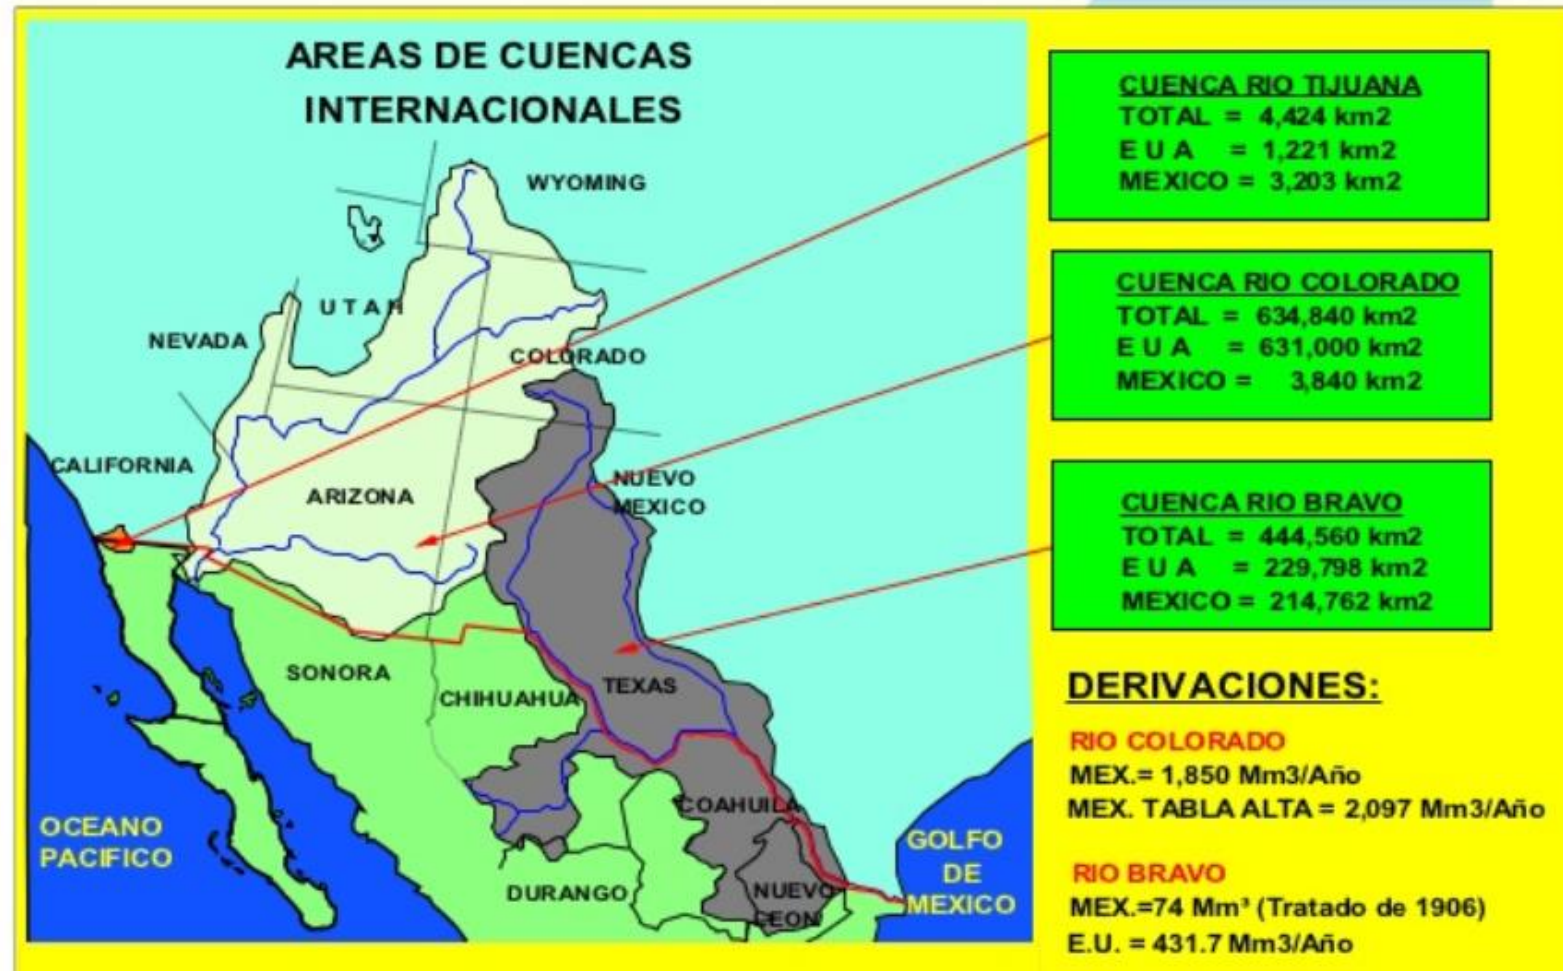 AREAS DE CUENCAS
INTERNACIONALES
WYOMING
U T A H
NEVADA
COLORADO
CALIFORNIA
ARIZONA
NUEVO
MEXICO
SONORA
CHIHUAHUA
TEXAS
COAHUILA
OCEANO
PACIFICO
DURANGO
NUEVO
LEON
GOLFO
DE
MEXICO
CUENCA RIO TIJUANA
TOTAL = 4,424 km2
E U A = 1,221 km2
MEXICO = 3,203 km2
CUENCA RIO COLORADO
TOTAL = 634,840 km2
E U A = 631,000 km2
MEXICO = 3,840 km2
CUENCA RIO BRAVO
TOTAL = 444,560 km2
E U A = 229,798 km2
MEXICO = 214,762 km2
DERIVACIONES:
RIO COLORADO
MEX.= 1,850 Mm3/Año
MEX. TABLA ALTA = 2,097 Mm3/Año
RIO BRAVO
MEX.=74 Mm³ (Tratado de 1906)
E.U. = 431.7 Mm3/Año